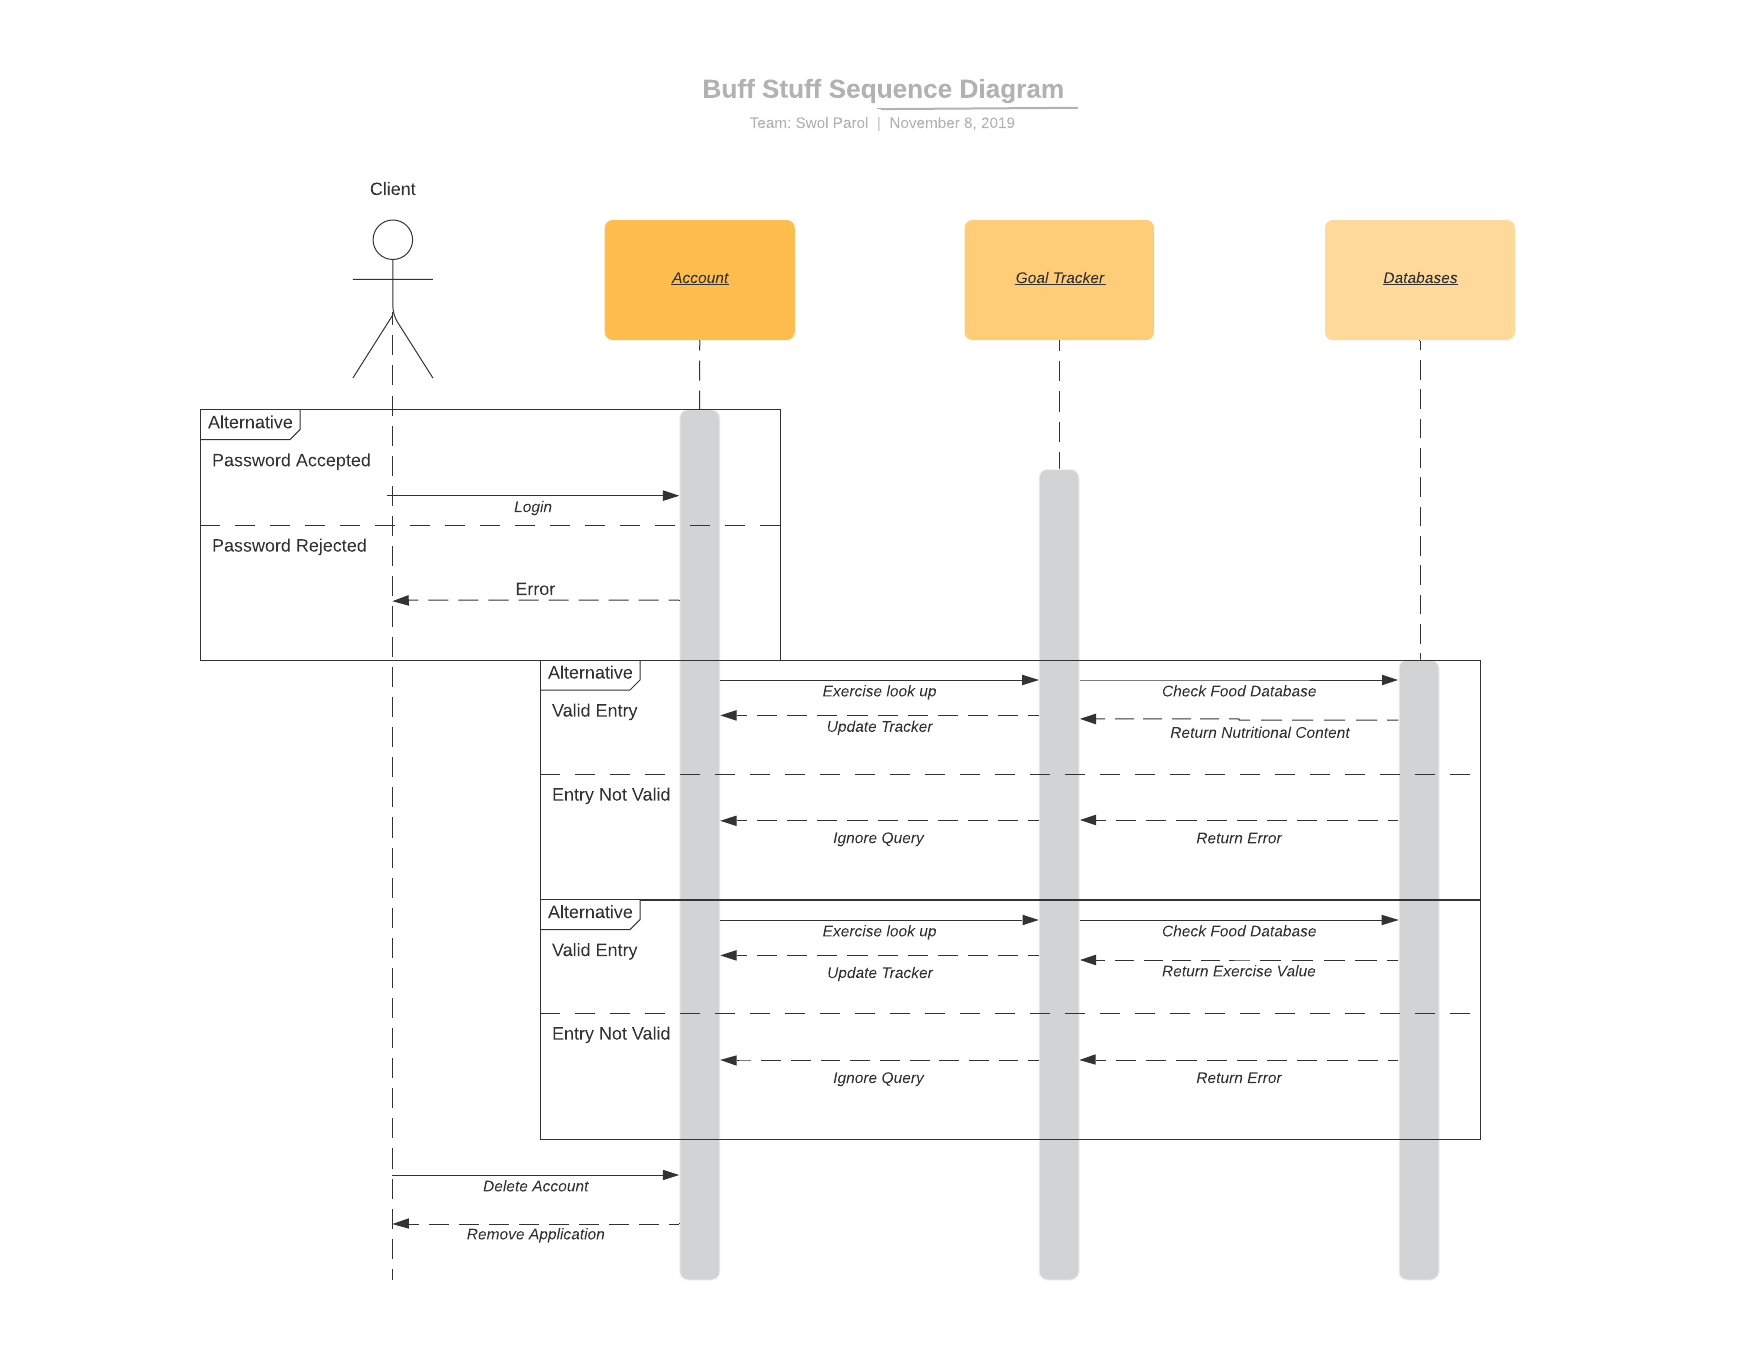 Buff Stuff Sequence Diagram
Team: Swol Parol | November 8, 2019
Client
Account
Goal Tracker
Databases
Alternative
Password Accepted
Login
Password Rejected
Error
Alternative
Exercise look up
Check Food Database
Valid Entry
Update Tracker
Return Nutritional Content
Entry Not Valid
Ignore Query
Return Error
Alternative
Exercise look up
Check Food Database
Valid Entry
Update Tracker
Return Exercise Value
Entry Not Valid
Ignore Query
Return Error
Delete Account
Remove Application